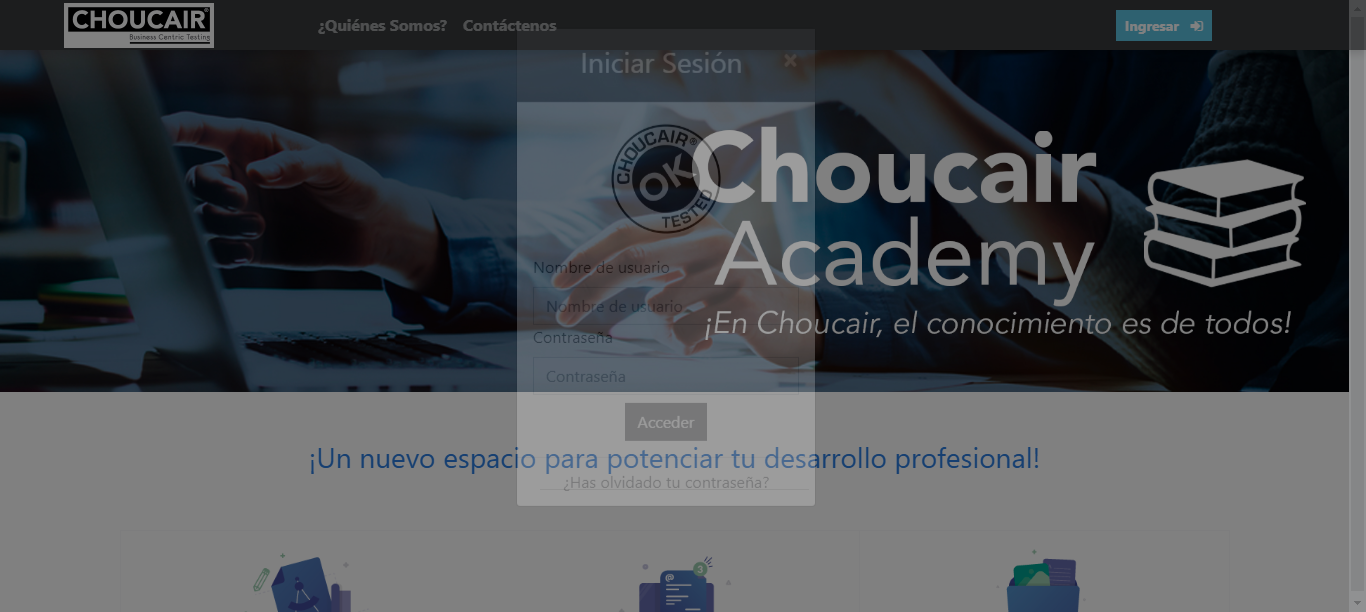 CHOUCAIR®
Business Centric Testing
¿Quiénes Somos? Contáctenos
Ingresar
Iniciar Sesión ×
CHOUCAIR®
OK
TESTED
Choucair
Academy
¡En Choucair, el conocimiento es de todos!
Nombre de usuario
Nombre de usuario
Contraseña
Contraseña
Acceder
¡Un nuevo espacio para potenciar tu desarrollo profesional!
¿Has olvidado tu contraseña?
3